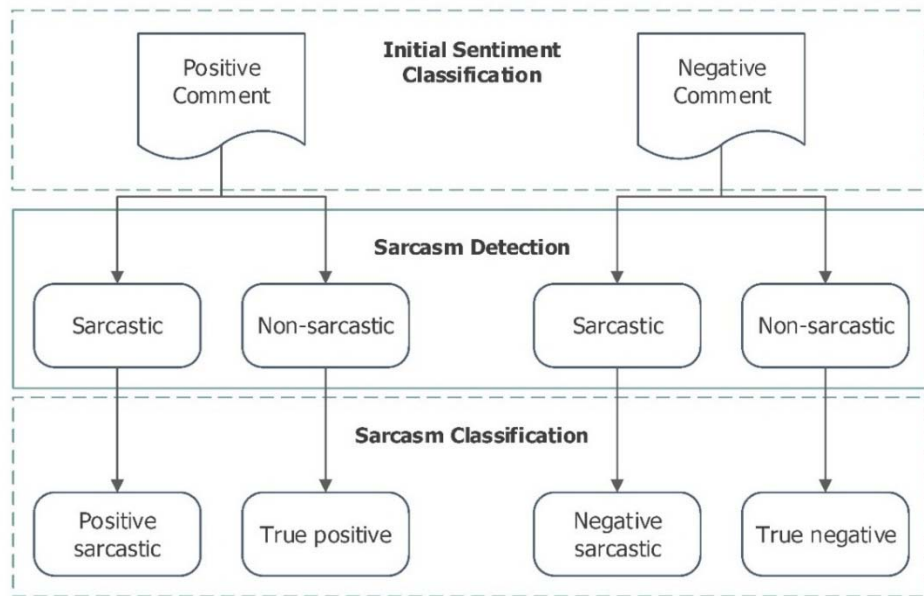 Initial Sentiment
Classification
Positive
Comment
Negative
Comment
Sarcasm Detection
Sarcastic
Non-sarcastic
Sarcastic
Non-sarcastic
Sarcasm Classification
Positive
sarcastic
True positive
Negative
sarcastic
True negative